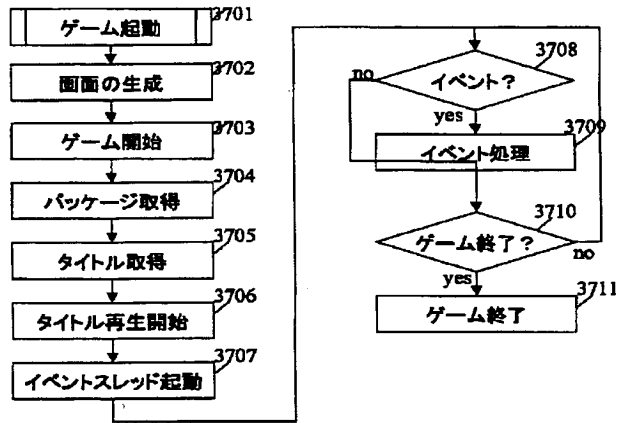 ゲーム起動
3701
画面の生成
3702
ゲーム開始
3703
パッケージ取得
3704
タイトル取得
3705
タイトル再生開始
3706
イベントスレッド起動
3707
イベント?
3708
no
yes
イベント処理
3709
ゲーム終了?
3710
no
yes
ゲーム終了
3711